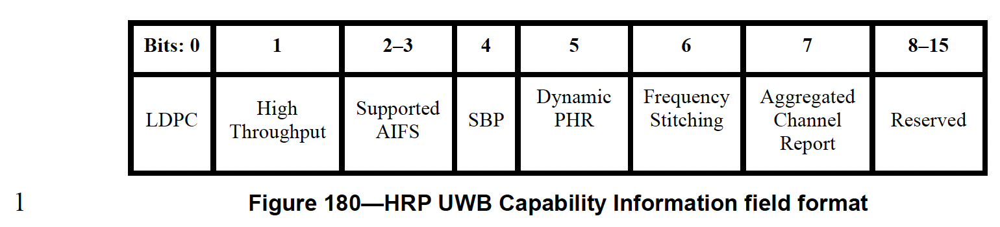 Bits: 0 1 2–3 4 5 6 7 8–15
LDPC
High
Throughput
Supported
AIFS
SBP
Dynamic
PHR
Frequency
Stitching
Aggregated
Channel
Report
Reserved
1
Figure 180—HRP UWB Capability Information field format